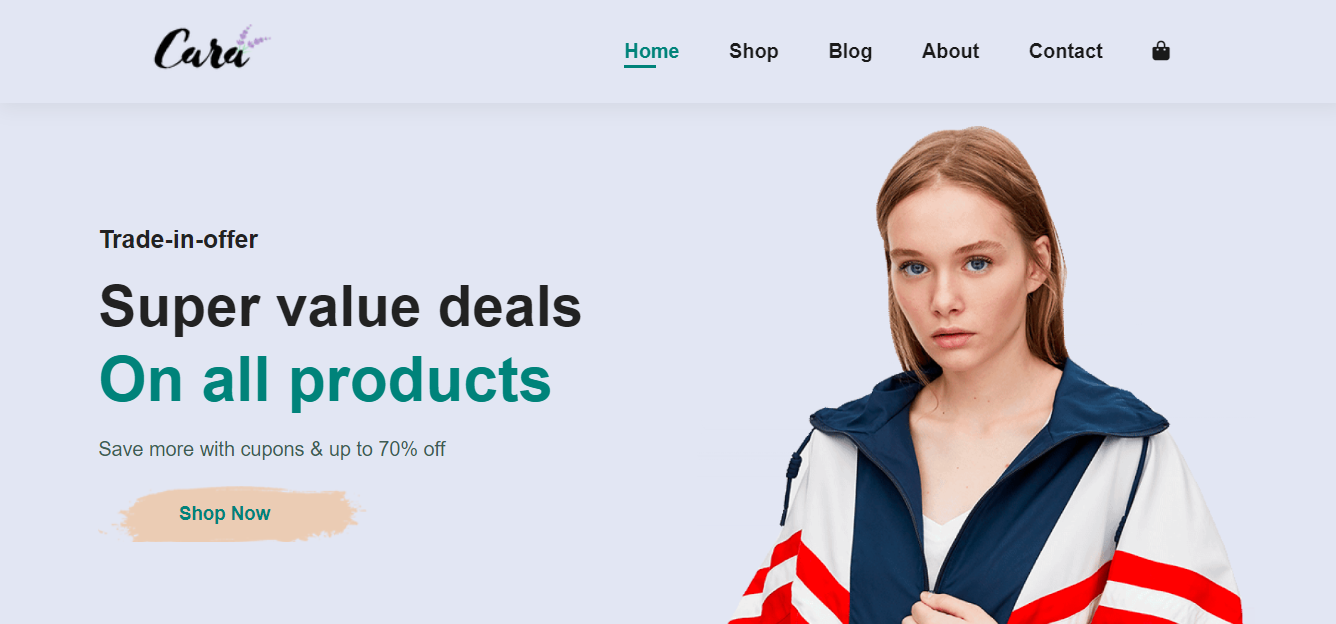 Cara
Home Shop Blog About Contact
Trade-in-offer
Super value deals
On all products
Save more with cupons & up to 70% off
Shop Now